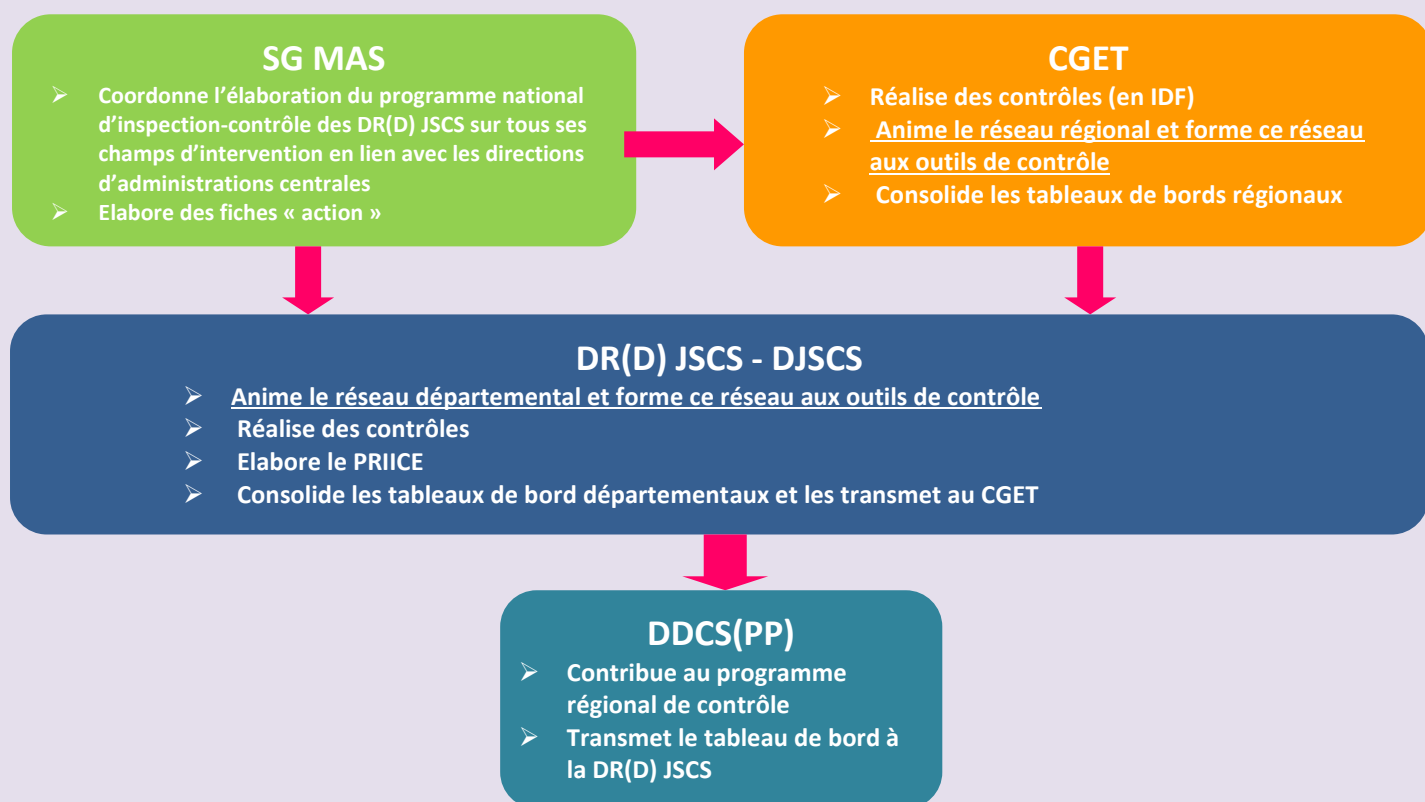 SG MAS
➢ Coordonne l’élaboration du programme national
d’inspection-contrôle des DR(D) JSCS sur tous ses
champs d’intervention en lien avec les directions
d’administrations centrales
➢ Elabore des fiches « action »
CGET
➢ Réalise des contrôles (en IDF)
➢ Anime le réseau régional et forme ce réseau
aux outils de contrôle
➢ Consolide les tableaux de bords régionaux
DR(D) JSCS - DJSCS
➢ Anime le réseau départemental et forme ce réseau aux outils de contrôle
➢ Réalise des contrôles
➢ Elabore le PRIICE
➢ Consolide les tableaux de bord départementaux et les transmet au CGET
DDCS(PP)
➢ Contribue au programme
régional de contrôle
➢ Transmet le tableau de bord à
la DR(D) JSCS